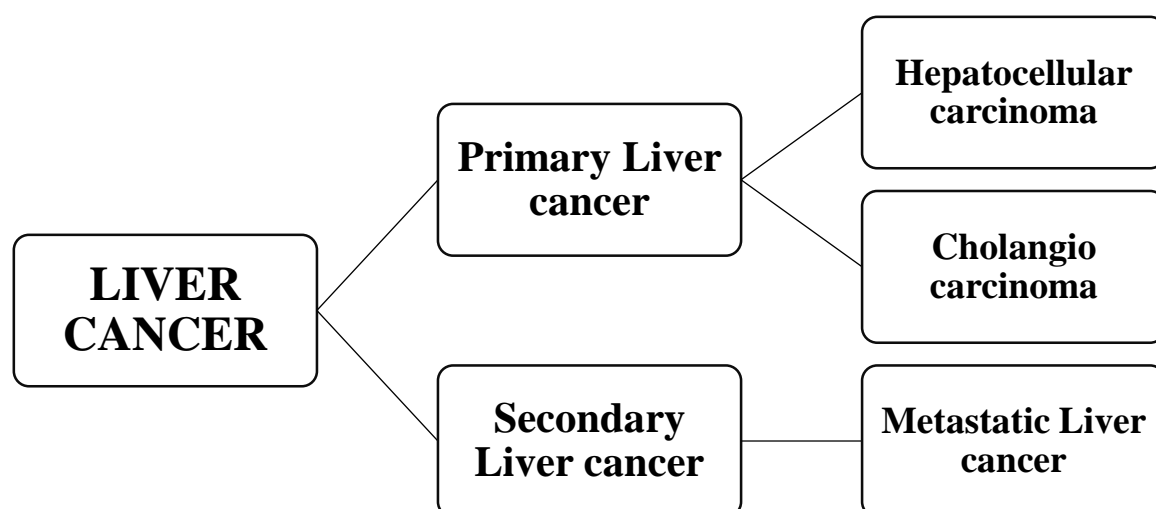 LIVER
CANCER
Primary Liver
cancer
Secondary
Liver cancer
Hepatocellular
carcinoma
Cholangio
carcinoma
Metastatic Liver
cancer